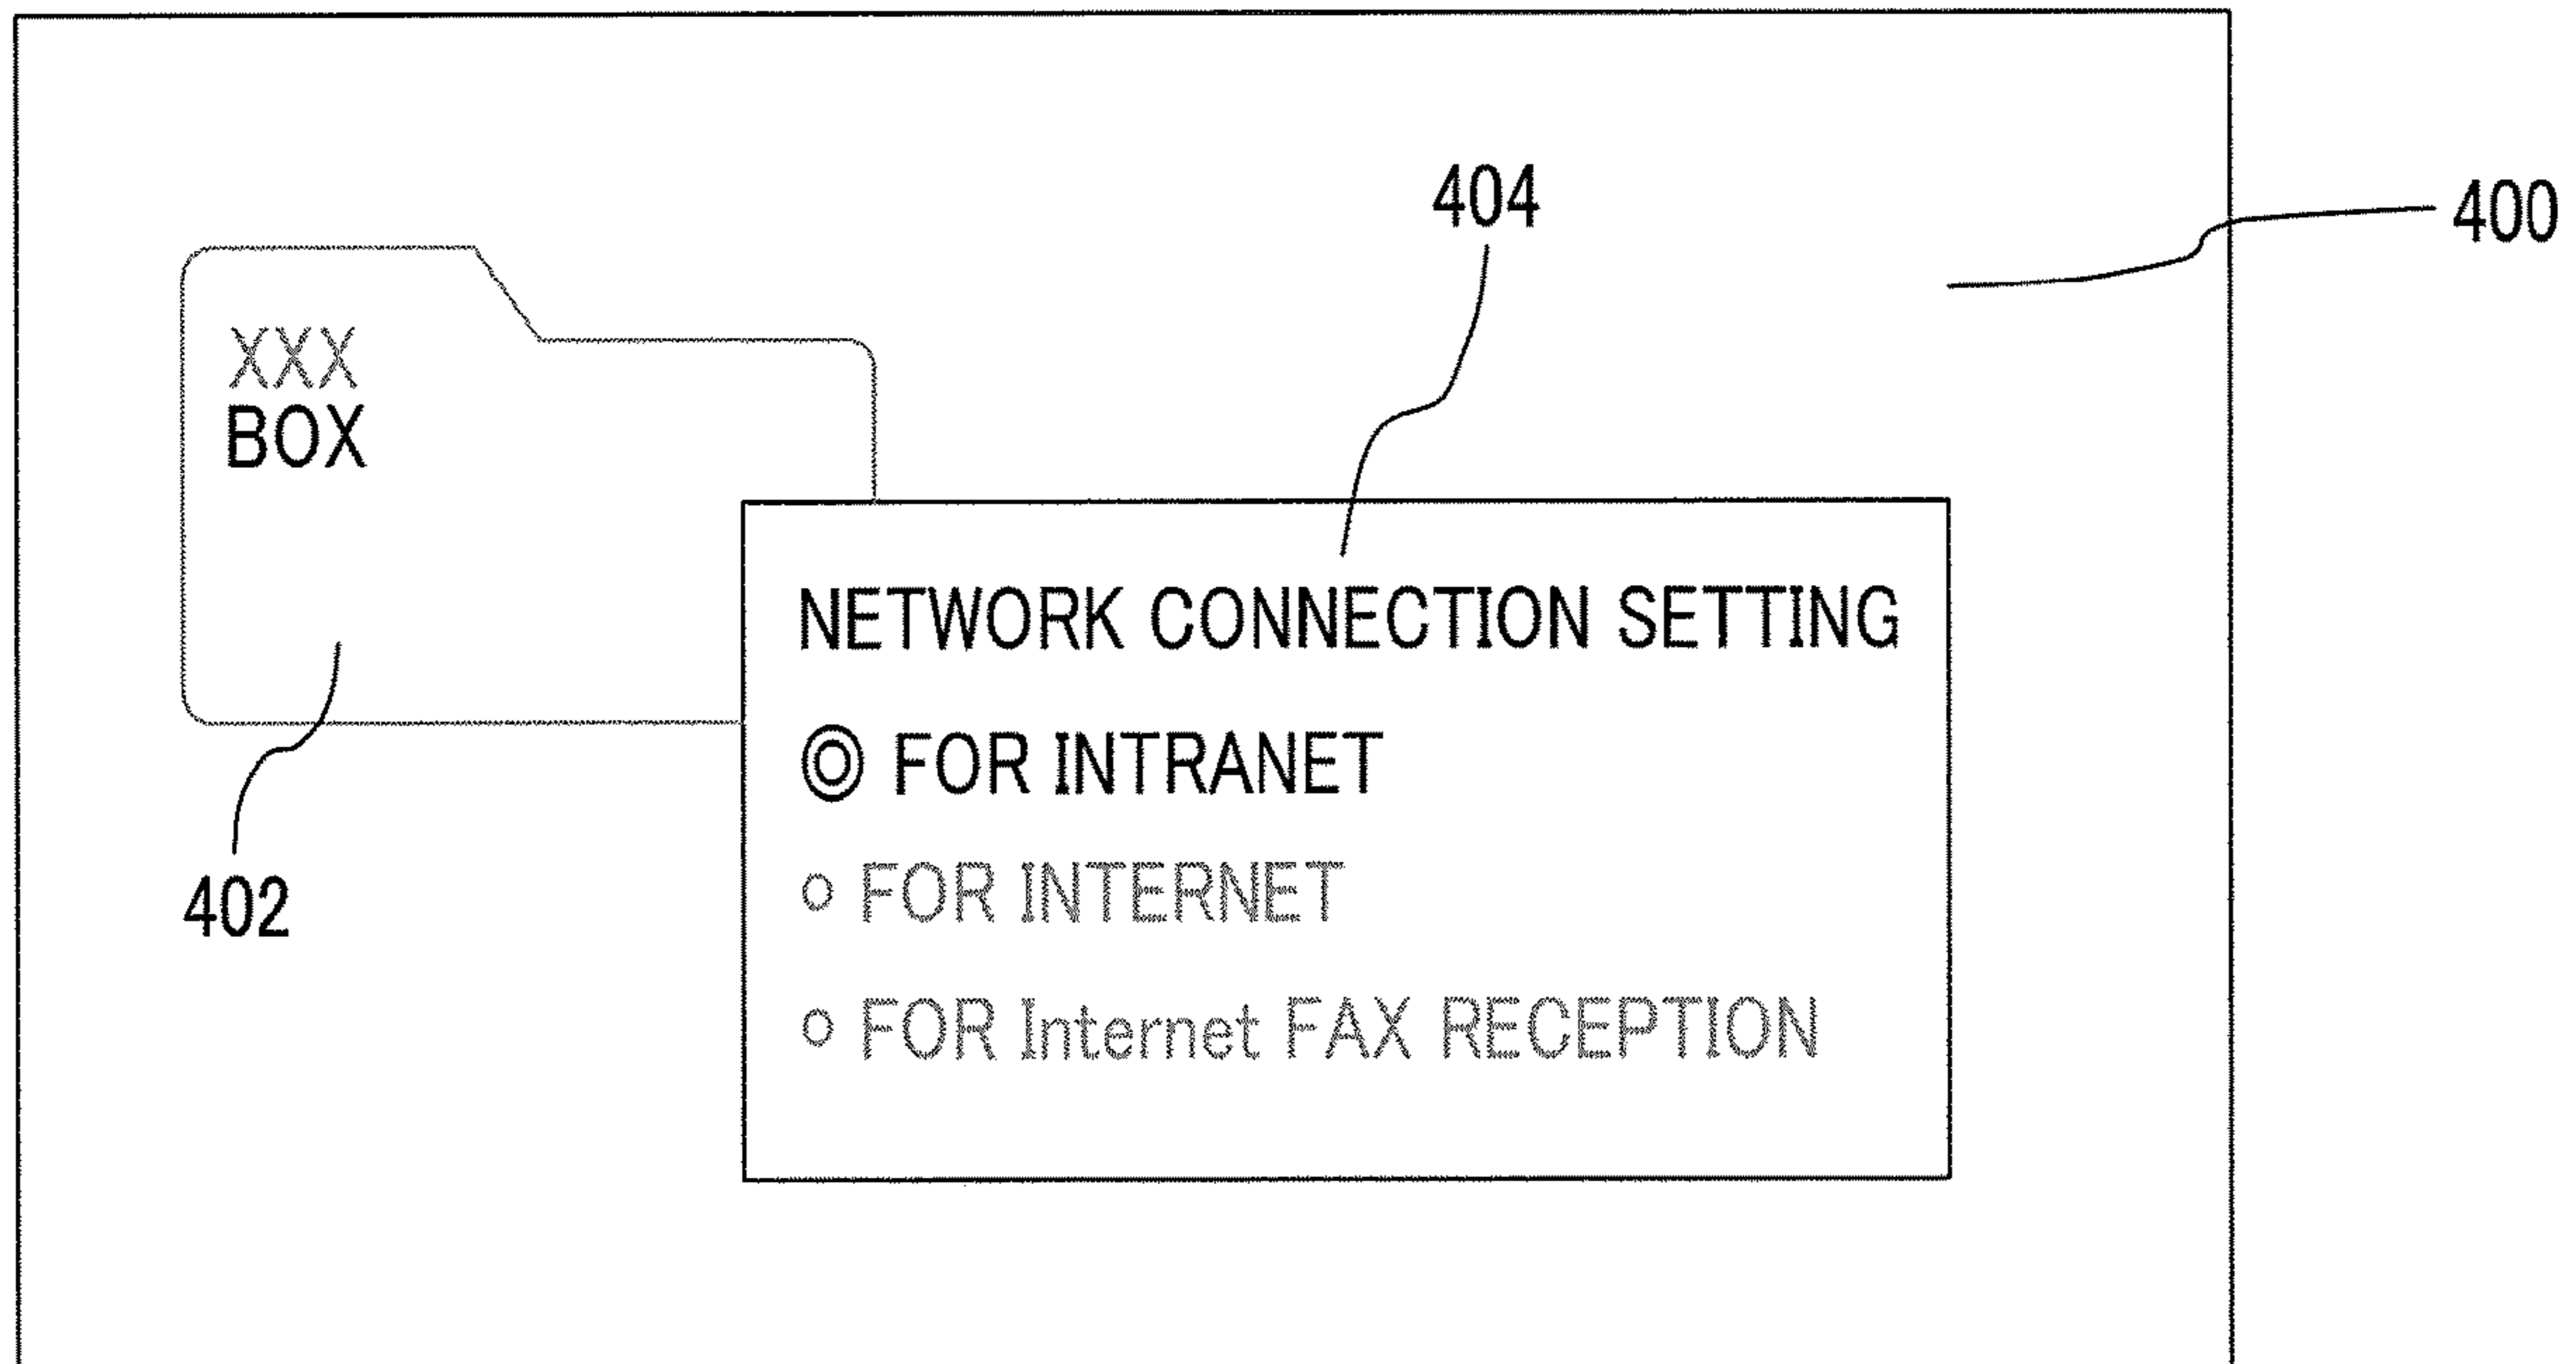 404
400
XXX
BOX
NETWORK CONNECTION SETTING
FOR INTRANET
FOR INTERNET
FOR Internet FAX RECEPTION
402